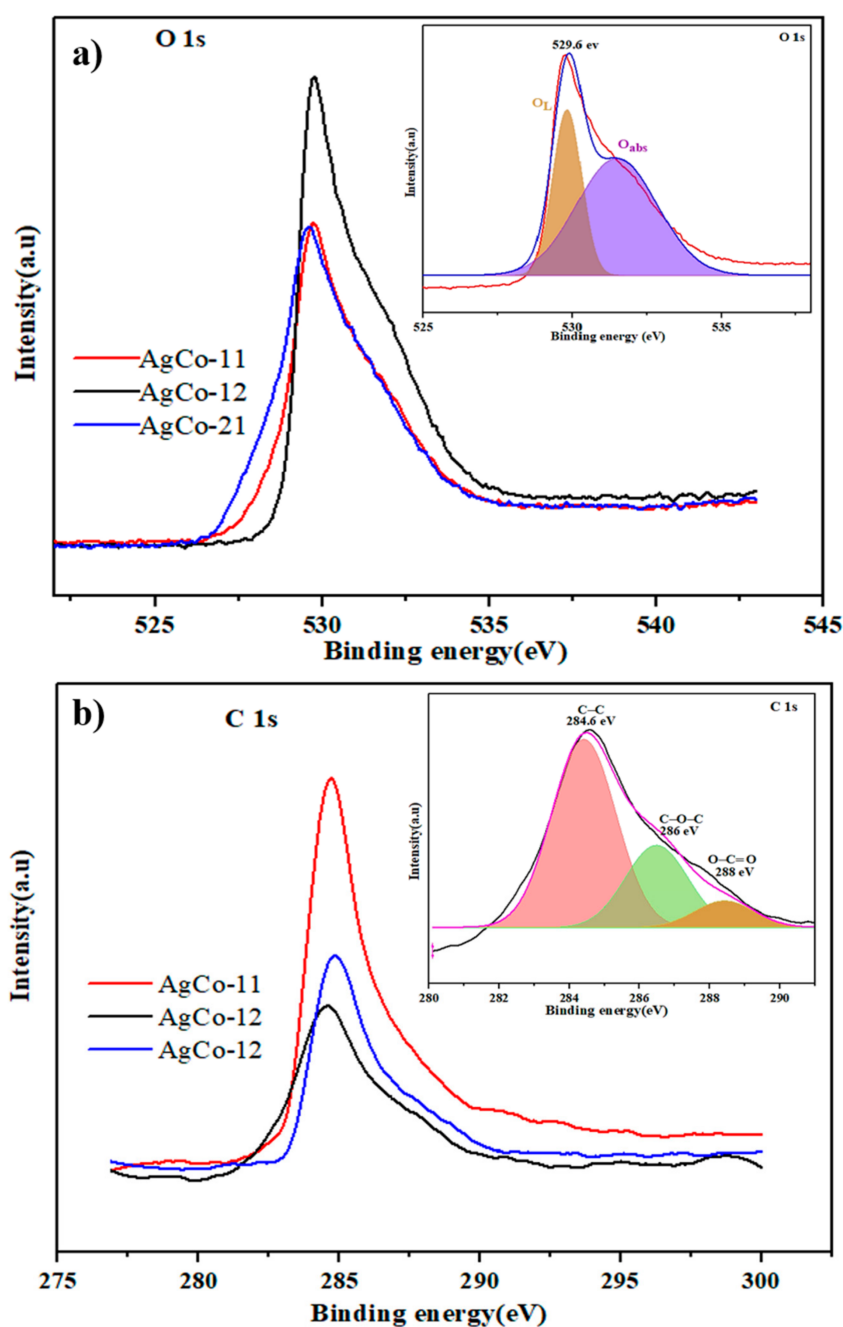 a)
O 1s
Intensity(a.u)
AgCo-11
AgCo-12
AgCo-21
525
530
535
540
545
Binding energy(eV)
529.6 ev
O 1s
OL
Oabs
Intensity(a.u)
525
530
535
Binding energy (eV)
b)
C 1s
Intensity(a.u)
AgCo-11
AgCo-12
AgCo-12
275
280
285
290
295
300
Binding energy(eV)
C–C
284.6 eV
C 1s
C–O–C
286 eV
O–C=O
288 eV
Intensity(a.u)
280
282
284
286
288
290
Binding energy(eV)